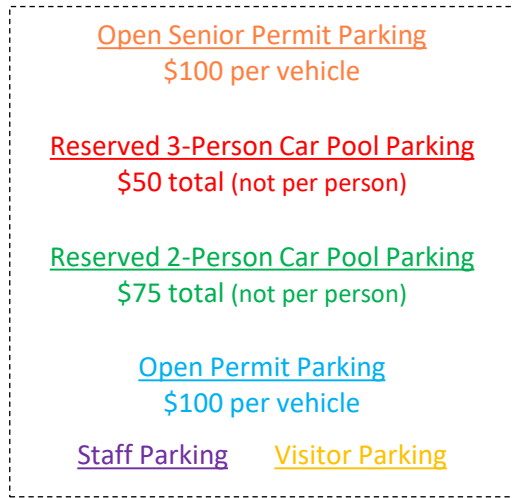 Open Senior Permit Parking
$100 per vehicle
Reserved 3-Person Car Pool Parking
$50 total (not per person)
Reserved 2-Person Car Pool Parking
$75 total (not per person)
Open Permit Parking
$100 per vehicle
Staff Parking Visitor Parking